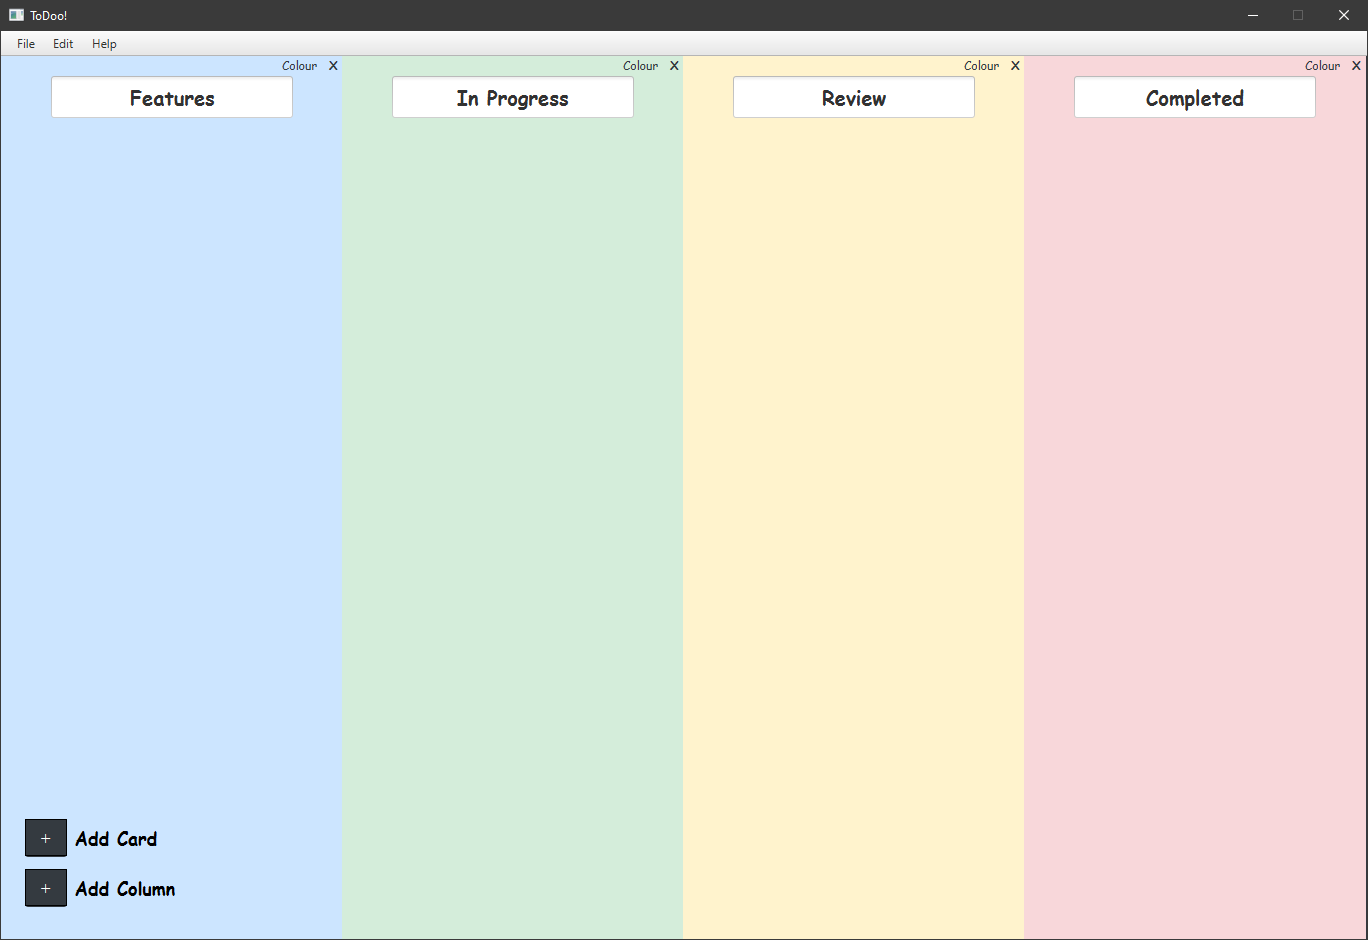 ToDoo!
File Edit Help
Colour X Colour X Colour X Colour X
Features In Progress Review Completed
+ Add Card
+ Add Column